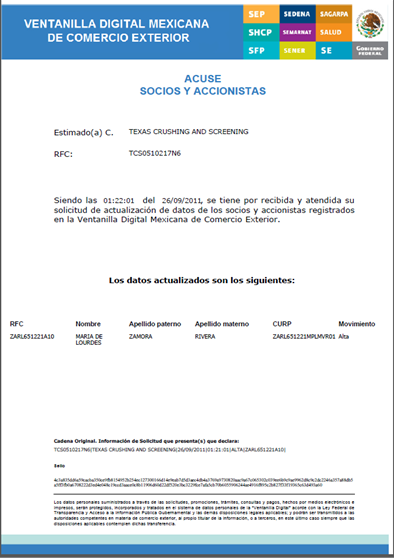 VENTANILLA DIGITAL MEXICANA
DE COMERCIO EXTERIOR
SEP SEDENA SAGARPA
SHCP SEMARNAT SALUD
SFP SENER SE
GOBIERNO
FEDERAL
ACUSE
SOCIOS Y ACCIONISTAS
Estimado(a) C. TEXAS CRUSHING AND SCREENING
RFC: TCS0510217N6
Siendo las 01:22:01 del 26/09/2011, se tiene por recibida y atendida su
solicitud de actualización de datos de los socios y accionistas registrados
en la Ventanilla Digital Mexicana de Comercio Exterior.
Los datos actualizados son los siguientes:
RFC Nombre Apellido paterno Apellido materno CURP Movimiento
ZARL651221A10 MARIA DE ZAMORA RIVERA ZARL651221MPLMVR01 Alta
LOURDES
Cadena Original. Información de Solicitud que presenta(s) que declara:
TCS0510217N6|TEXAS CRUSHING AND SCREENING|26/09/2011|01:21:01|ALTA|ZARL651221A10|
Sello
Los datos personales suministrados a través de las solicitudes, promociones, trámites, consultas y pagos, hechos por medios electrónicos e
impresos, serán protegidos, incorporados y tratados en el sistema de datos personales de la "Ventanilla Digital" acorde con la Ley Federal de
Transparencia y Acceso a la Información Pública Gubernamental y las demás disposiciones legales aplicables; y podrán ser transmitidos a las
autoridades competentes en materia de comercio exterior, al propio titular de la información, o a terceros, en este último caso siempre que las
disposiciones aplicables contemplen dichas transferencia.